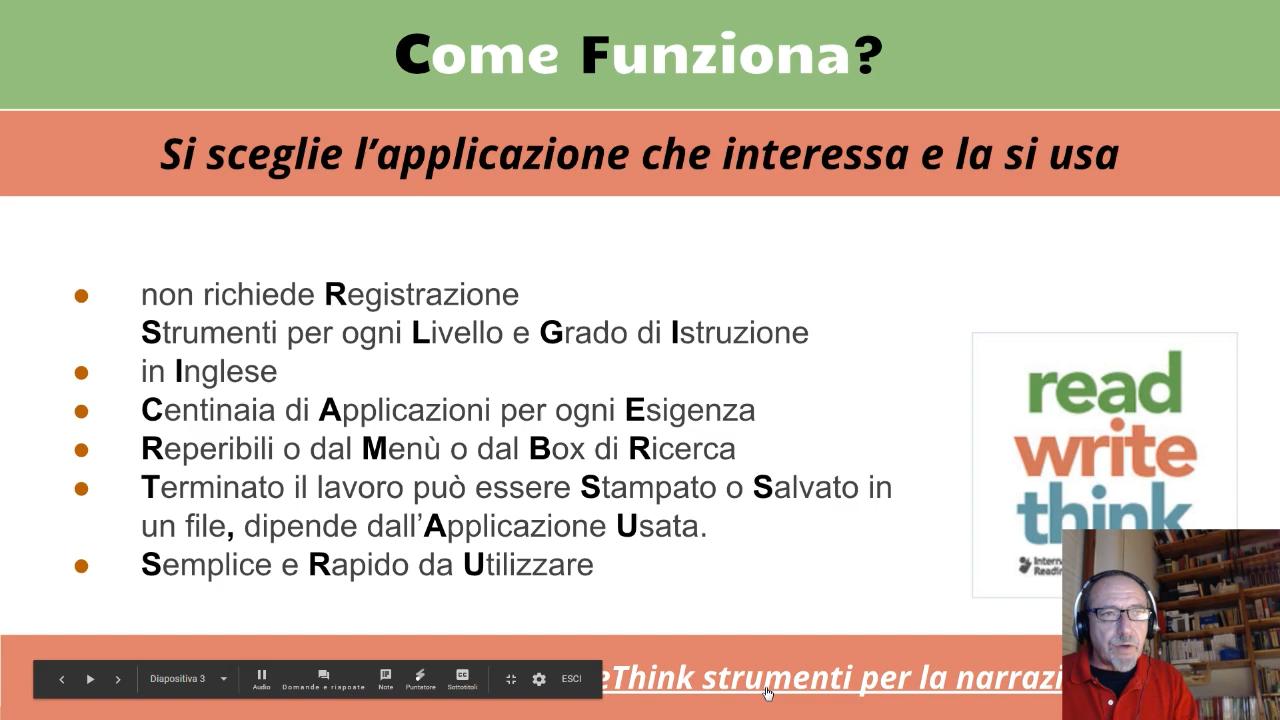 Come Funziona?
Si sceglie l'applicazione che interessa e la si usa
● non richiede Registrazione
Strumenti per ogni Livello e Grado di Istruzione
● in Inglese
● Centinaia di Applicazioni per ogni Esigenza
● Reperibili o dal Menù o dal Box di Ricerca
● Terminato il lavoro può essere Stampato o Salvato in
un file, dipende dall'Applicazione Usata.
● Semplice e Rapido da Utilizzare
read
write
think
Diapositiva 3
Audio
Domande e risposte
Note
Puntatore
Sottotitoli
ESCI
eThink strumenti per la narrazi